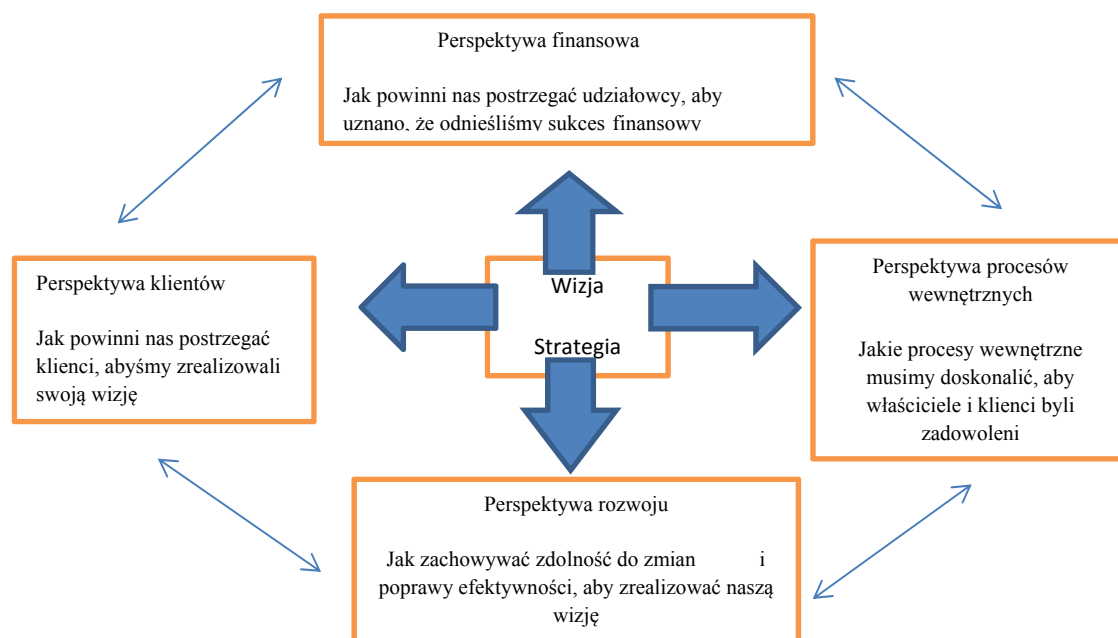 Perspektywa finansowa
Jak powinni nas postrzegać udziałowcy, aby
uznano, że odnieśliśmy sukces finansowy
Perspektywa klientów
Jak powinni nas postrzegać
klienci, abyśmy zrealizowali
swoją wizję
Wizja
Strategia
Perspektywa procesów
wewnętrznych
Jakie procesy wewnętrzne
musimy doskonalić, aby
właściciele i klienci byli
zadowoleni
Perspektywa rozwoju
Jak zachowywać zdolność do zmian i
poprawy efektywności, aby zrealizować naszą
wizję